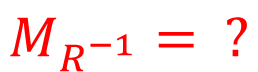 M_{R^{-1}} = ?